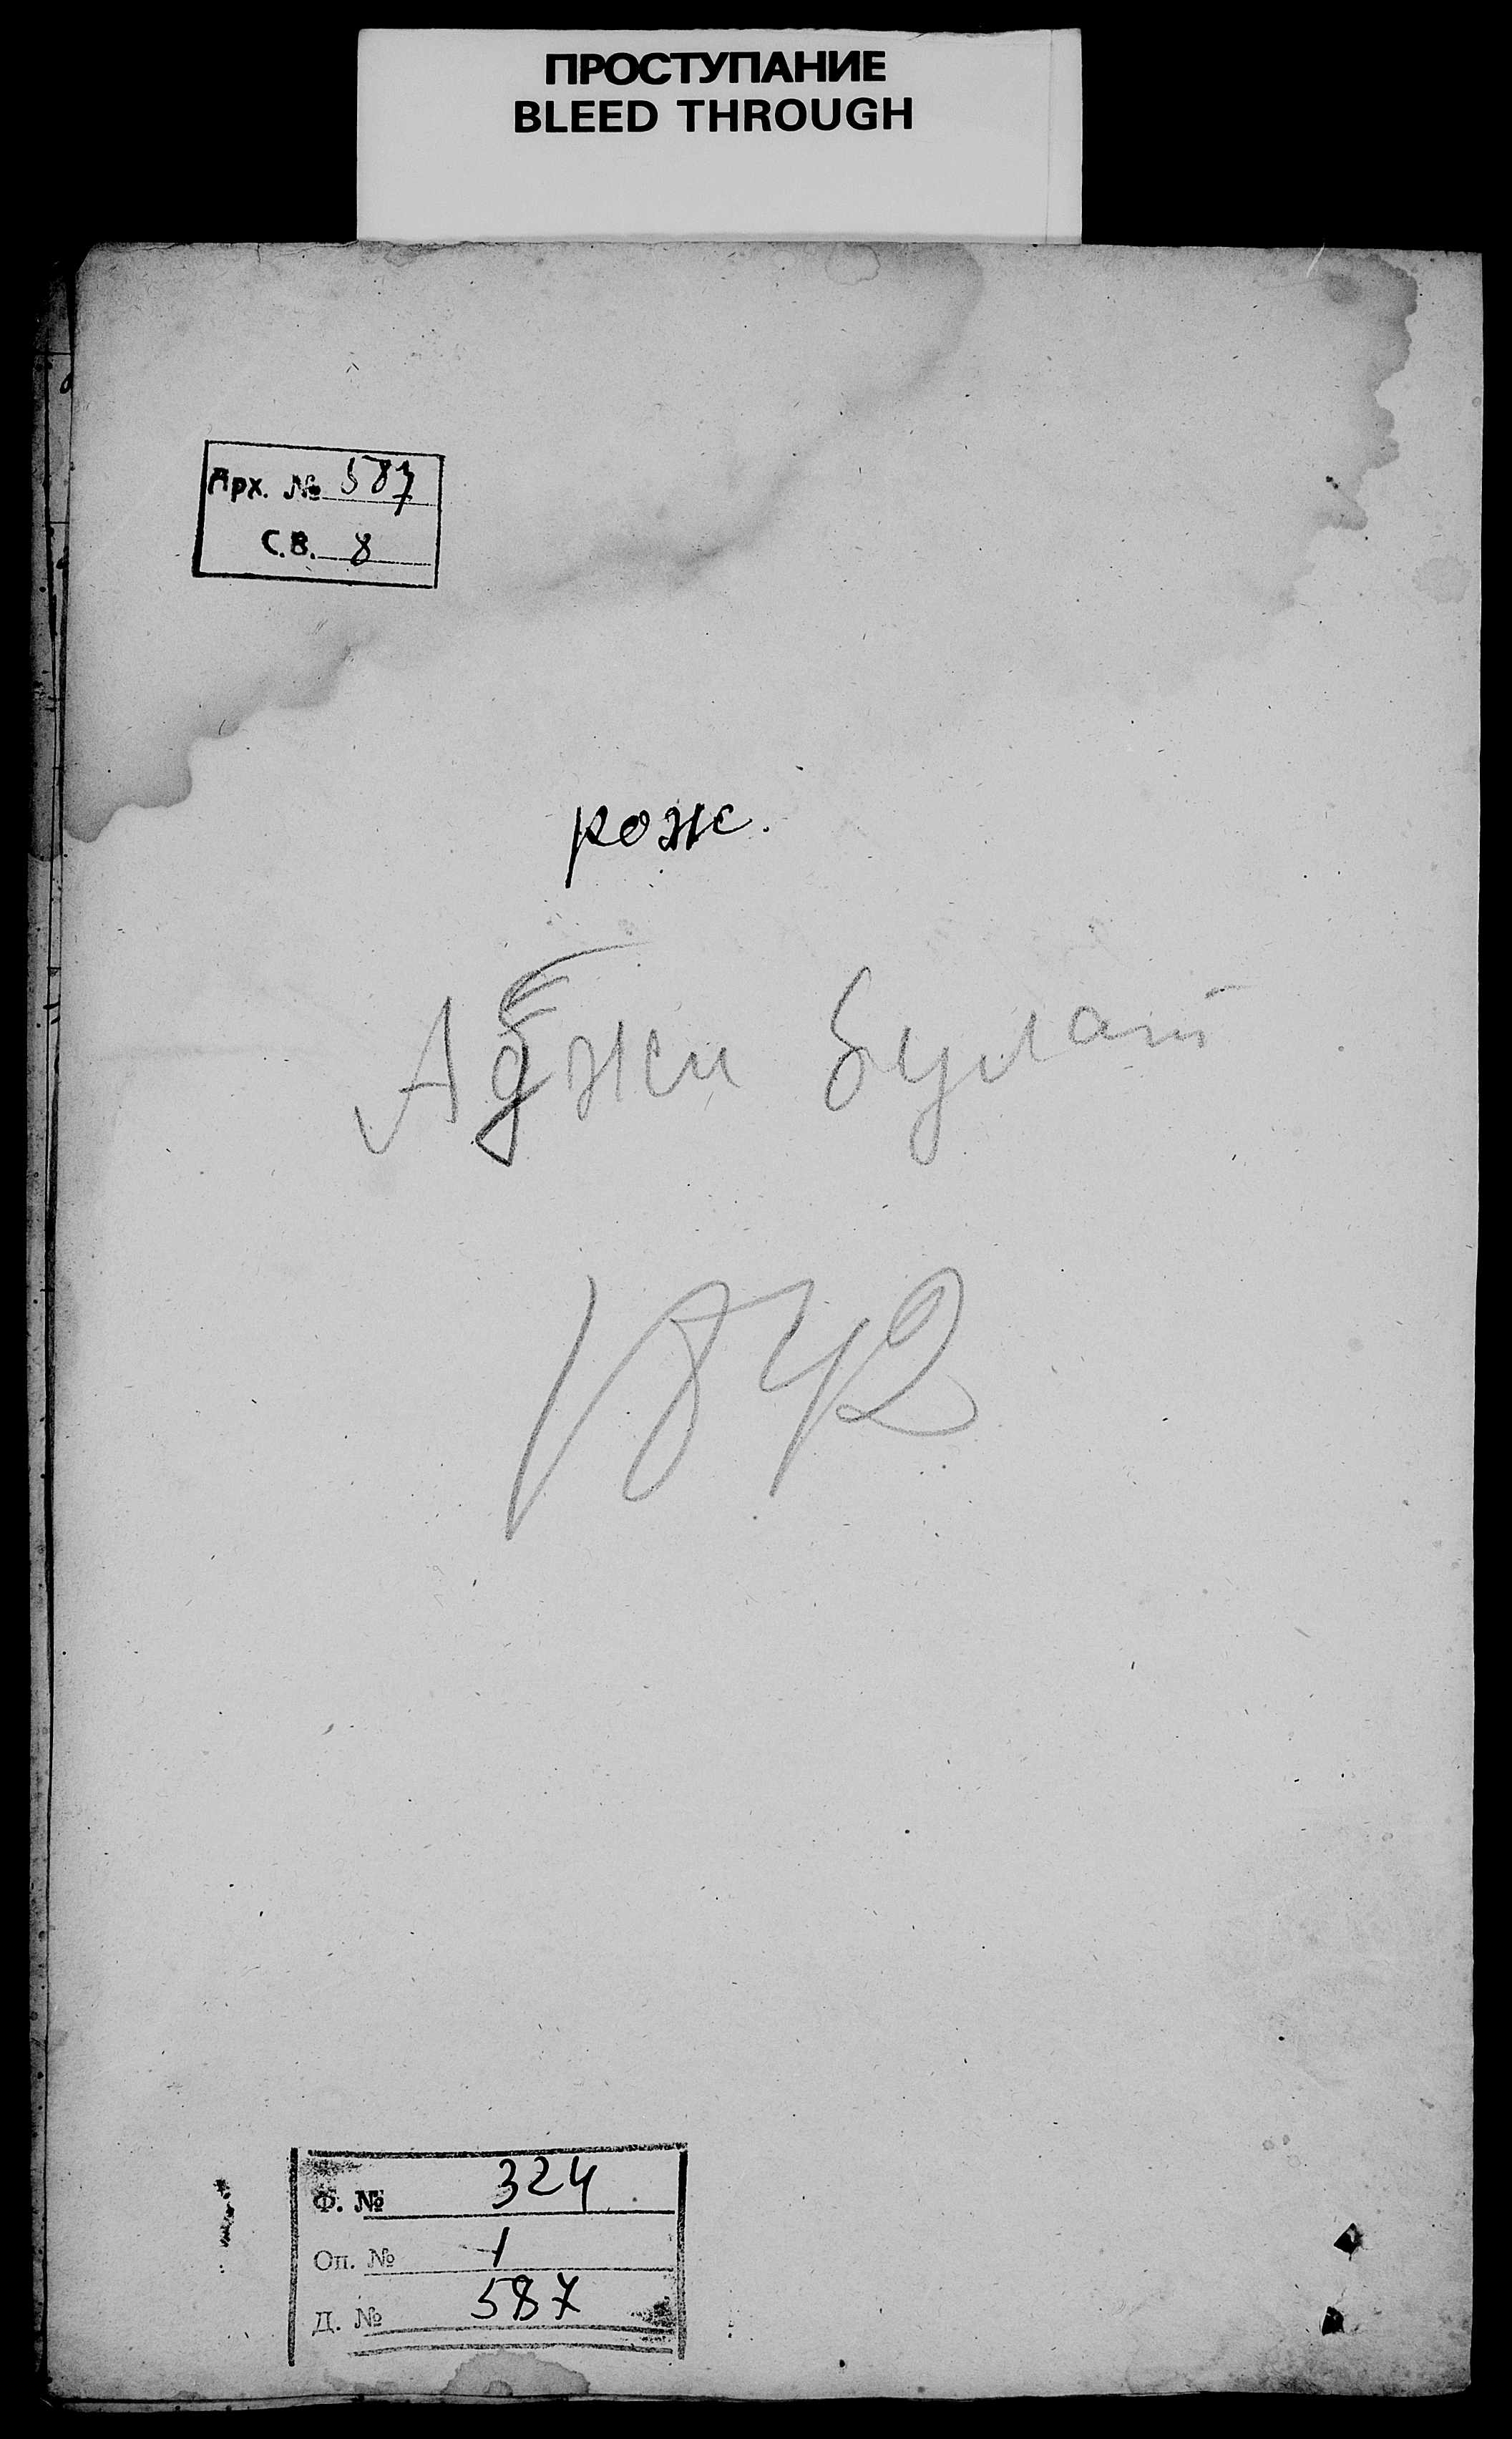 ПРОСТУПАНИЕ
BLEED THROUGH
Арх. № 587
С.В. 8
рож.
Аджи Булат
1842
Ф. № 324
Оп. № 1
Д. № 587